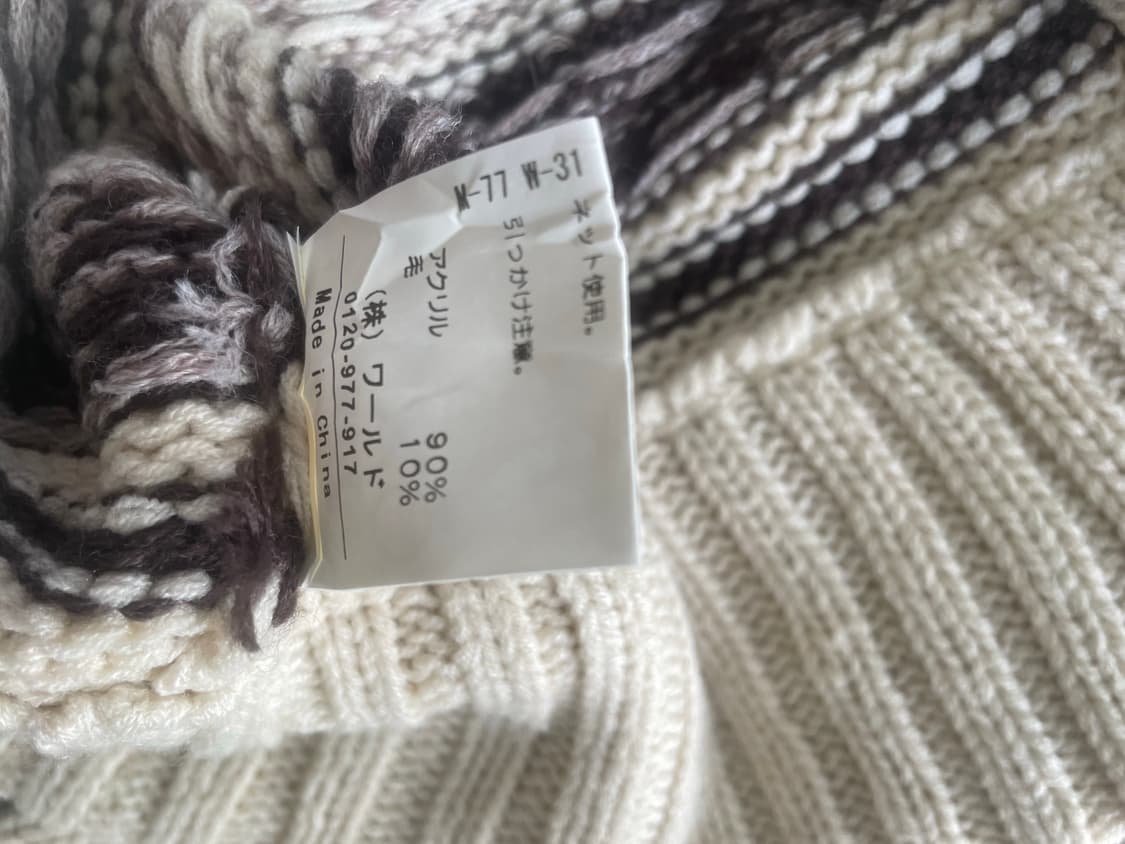 W-77 W-31
ネット使用。
引っかけ注意。
アクリル 90%
毛 10%
(株) ワールド
0120-977-917
Made in China